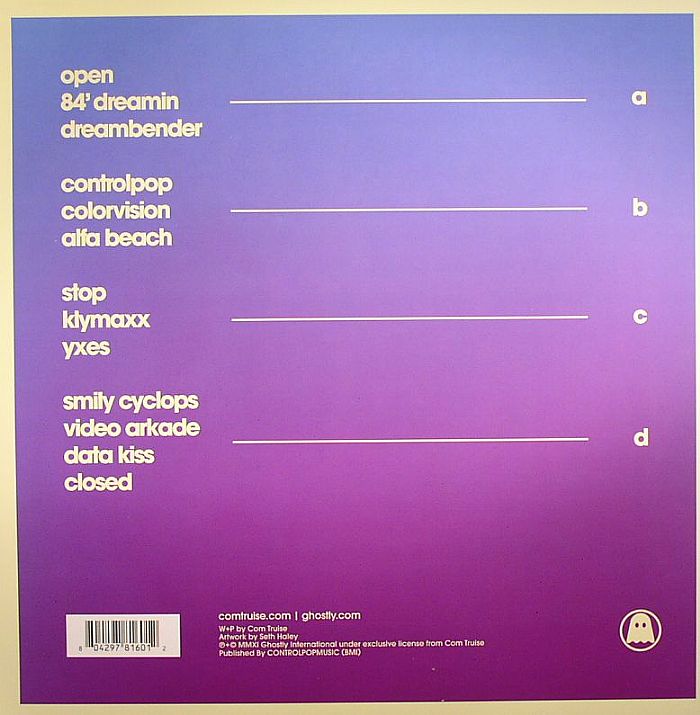 open
84' dreamin
dreambender
a
controlpop
colorvision
alfa beach
b
stop
klymaxx
yxes
c
smily cyclops
video arkade
data kiss
closed
d
comtruise.com | ghostly.com
W+P by Com Truise
Artwork by Seth Haley
℗+© MMXI Ghostly International under exclusive license from Com Truise
Published By CONTROLPOPMUSIC (BMI)
8 04297 81601 2